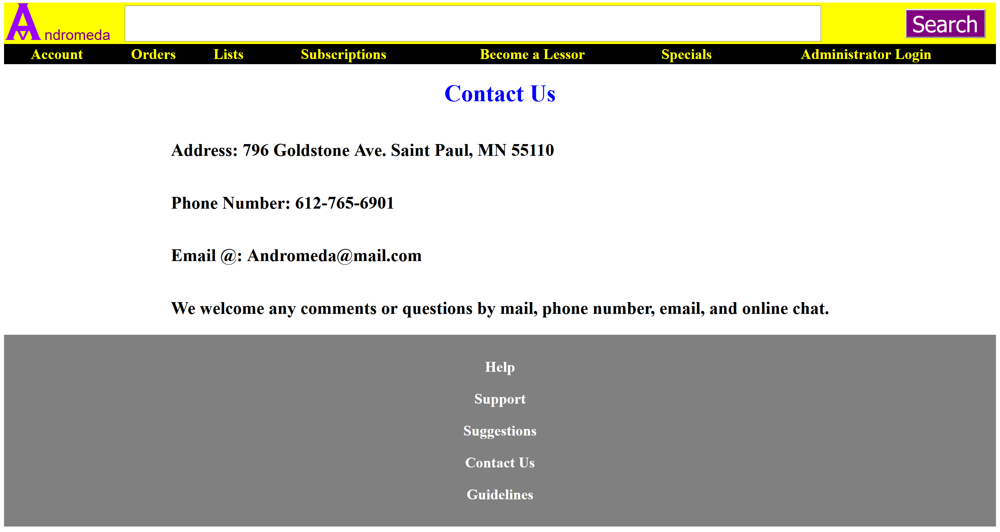 Andromeda
Search
Account Orders Lists Subscriptions Become a Lessor Specials Administrator Login
Contact Us
Address: 796 Goldstone Ave. Saint Paul, MN 55110
Phone Number: 612-765-6901
Email @: Andromeda@mail.com
We welcome any comments or questions by mail, phone number, email, and online chat.
Help
Support
Suggestions
Contact Us
Guidelines